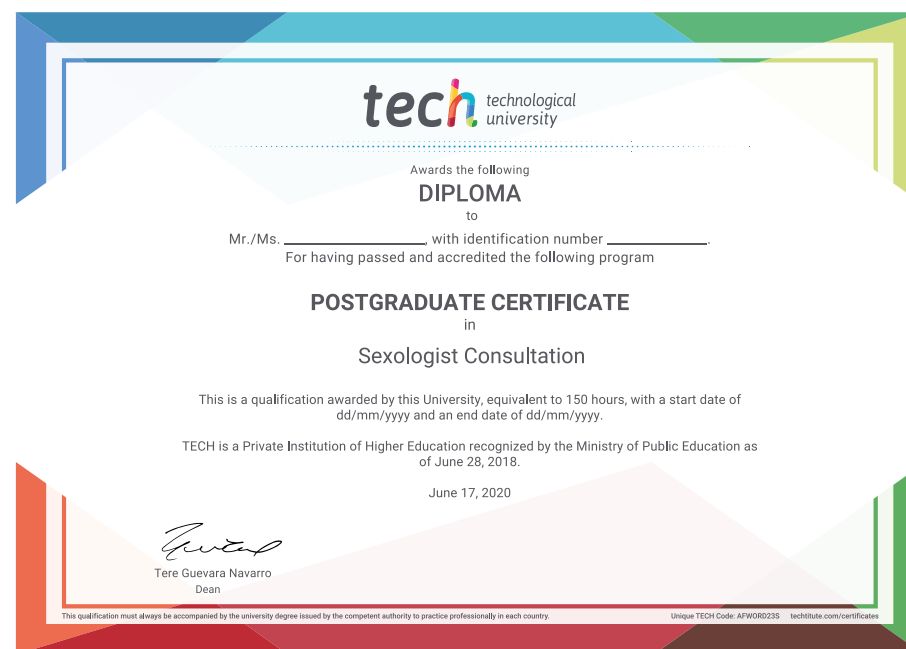 tech technological
university
Awards the following
DIPLOMA
to
Mr./Ms. ____________________, with identification number ______________.
For having passed and accredited the following program
POSTGRADUATE CERTIFICATE
in
Sexologist Consultation
This is a qualification awarded by this University, equivalent to 150 hours, with a start date of
dd/mm/yyyy and an end date of dd/mm/yyyy.
TECH is a Private Institution of Higher Education recognized by the Ministry of Public Education as
of June 28, 2018.
June 17, 2020
Tere Guevara Navarro
Dean
This qualification must always be accompanied by the university degree issued by the competent authority to practice professionally in each country.
Unique TECH Code: AFWORD23S techtitute.com/certificates